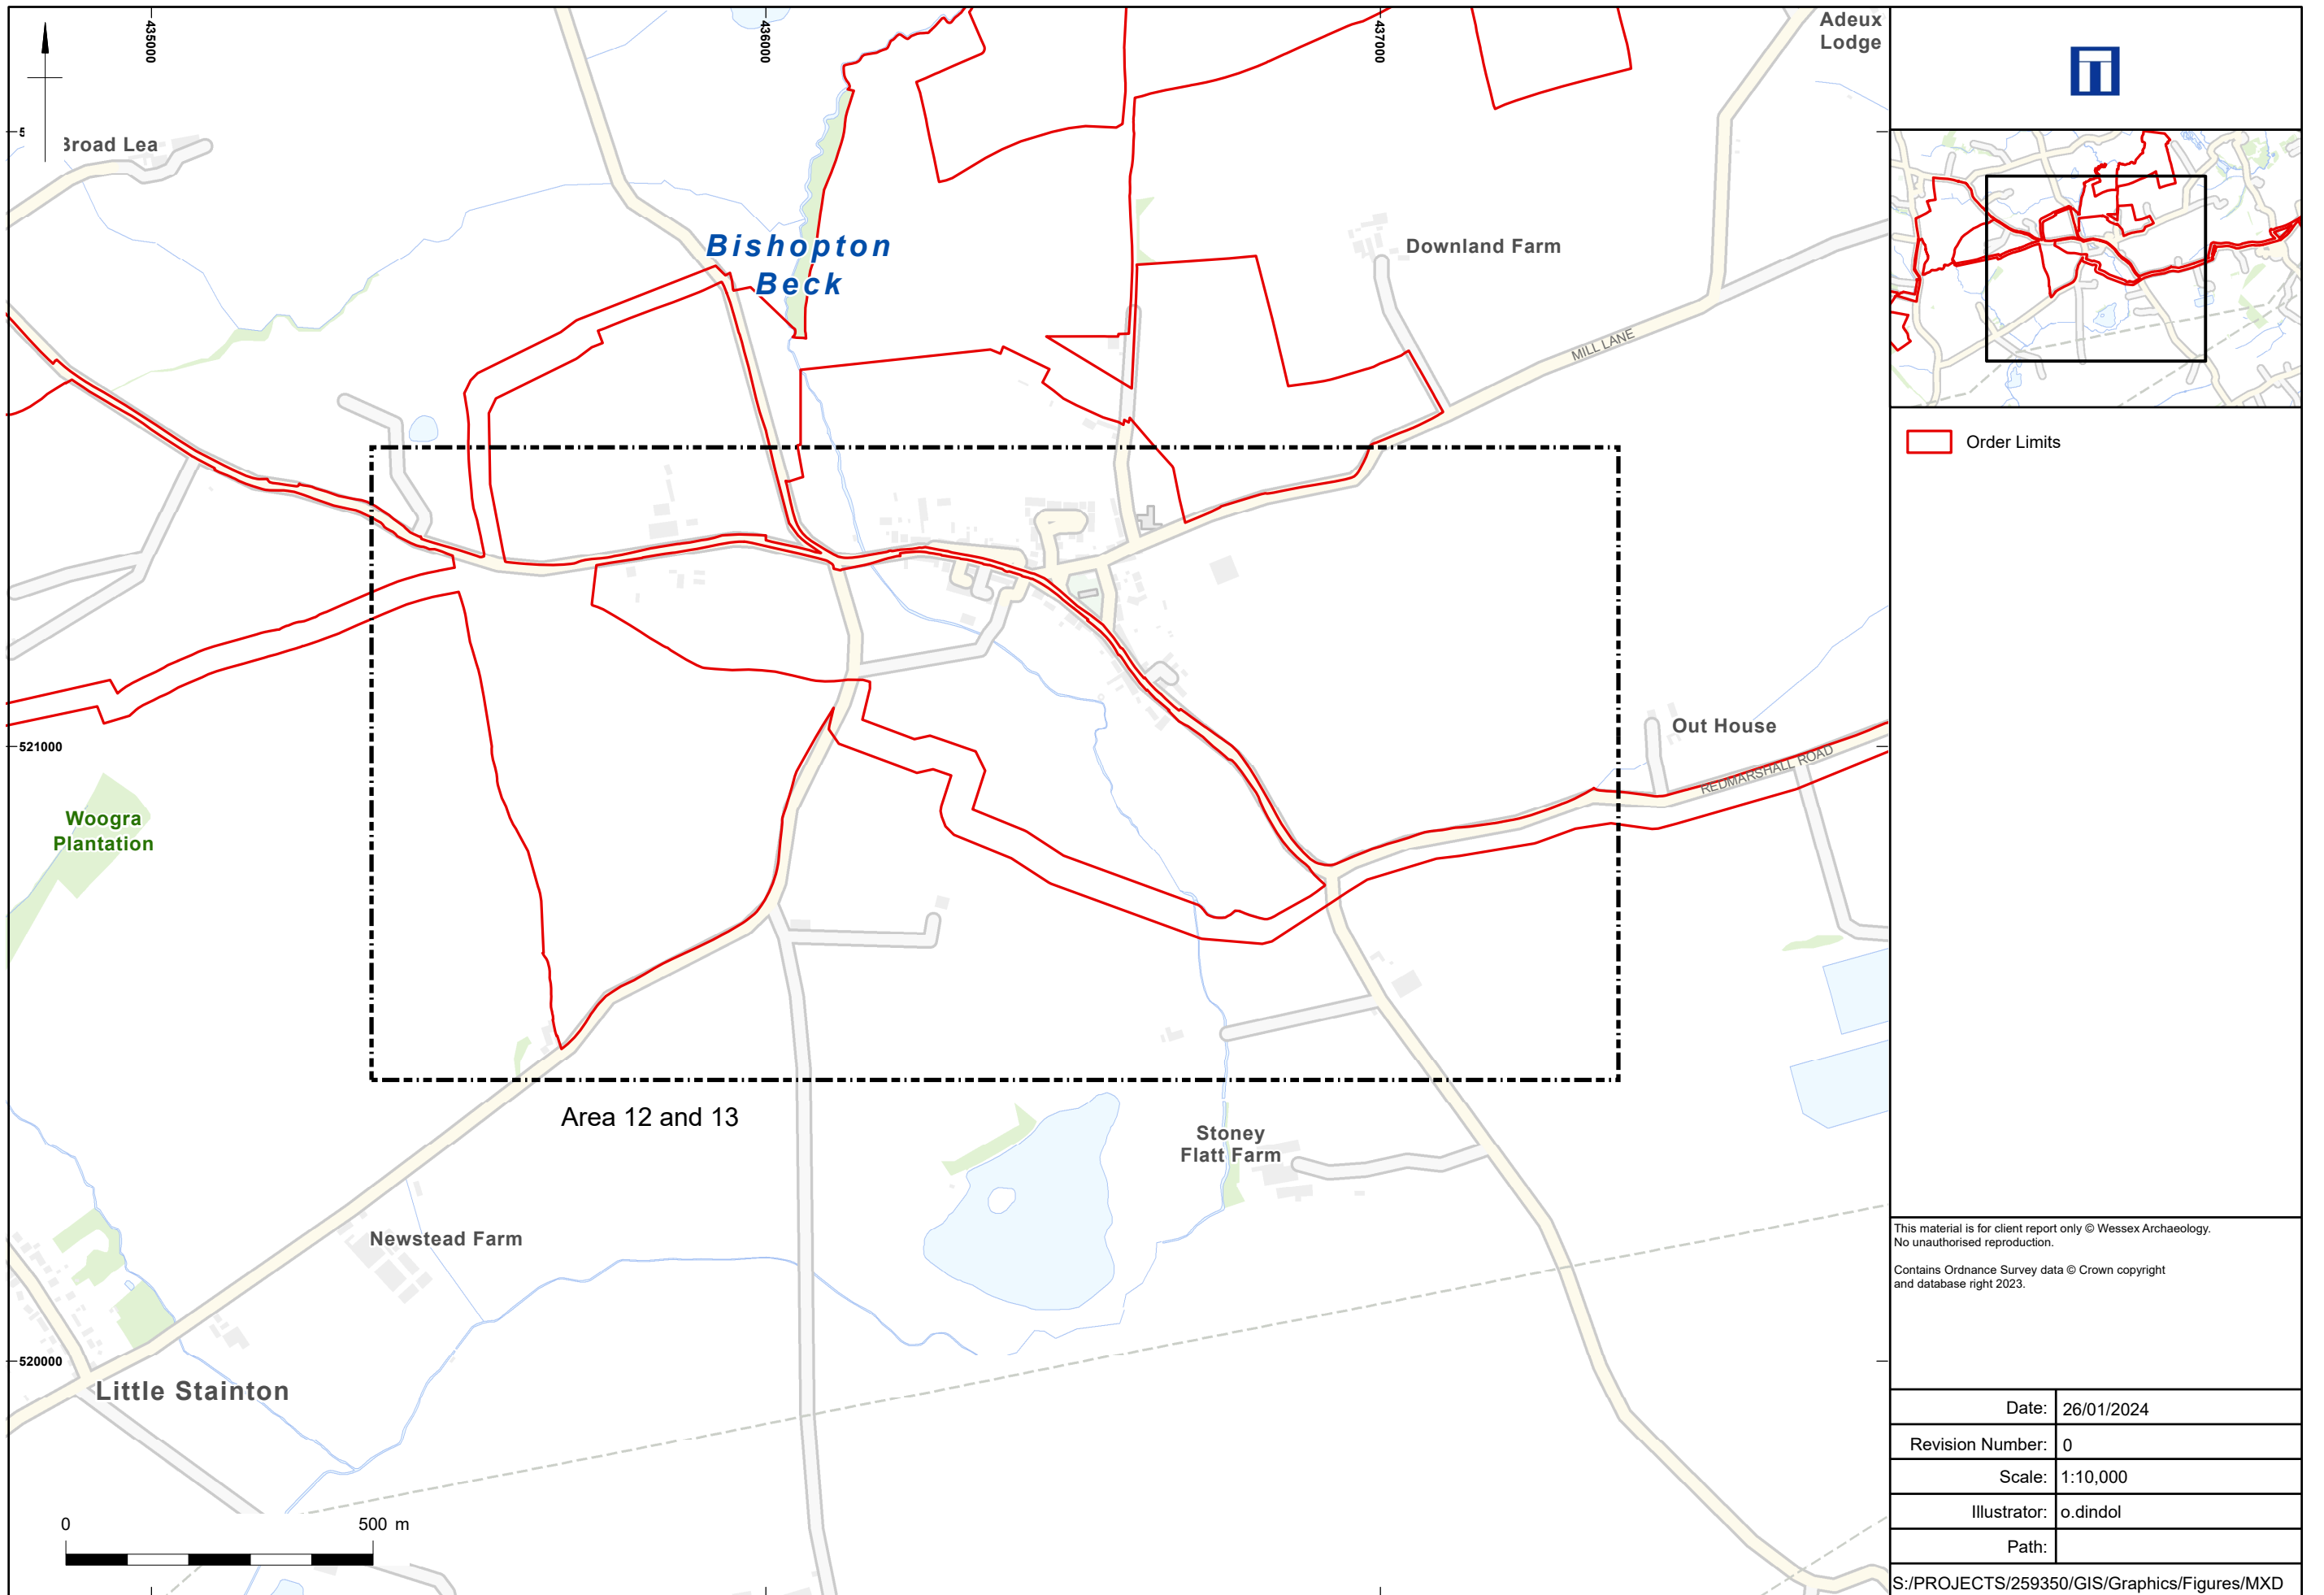 435000
436000
437000
Adeux
Lodge
Broad Lea
Bishopton
Beck
Downland Farm
MILL LANE
Order Limits
521000
Out House
REDMARSHALL ROAD
Woogra
Plantation
Area 12 and 13
Stoney
Flatt Farm
Newstead Farm
520000
Little Stainton
0 500 m
This material is for client report only © Wessex Archaeology.
No unauthorised reproduction.
Contains Ordnance Survey data © Crown copyright
and database right 2023.
Date: 26/01/2024
Revision Number: 0
Scale: 1:10,000
Illustrator: o.dindol
Path:
S:/PROJECTS/259350/GIS/Graphics/Figures/MXD